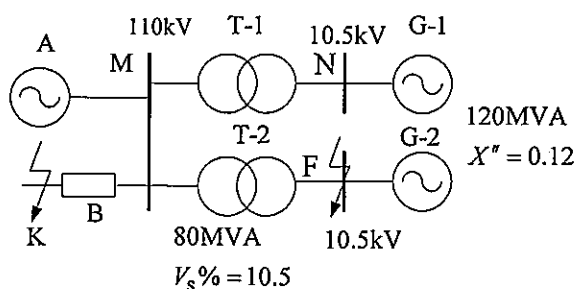 110kV
T-1
10.5kV
G-1
A
M
N
120MVA
X″ = 0.12
T-2
F
G-2
K
B
80MVA
10.5kV
V_s% = 10.5